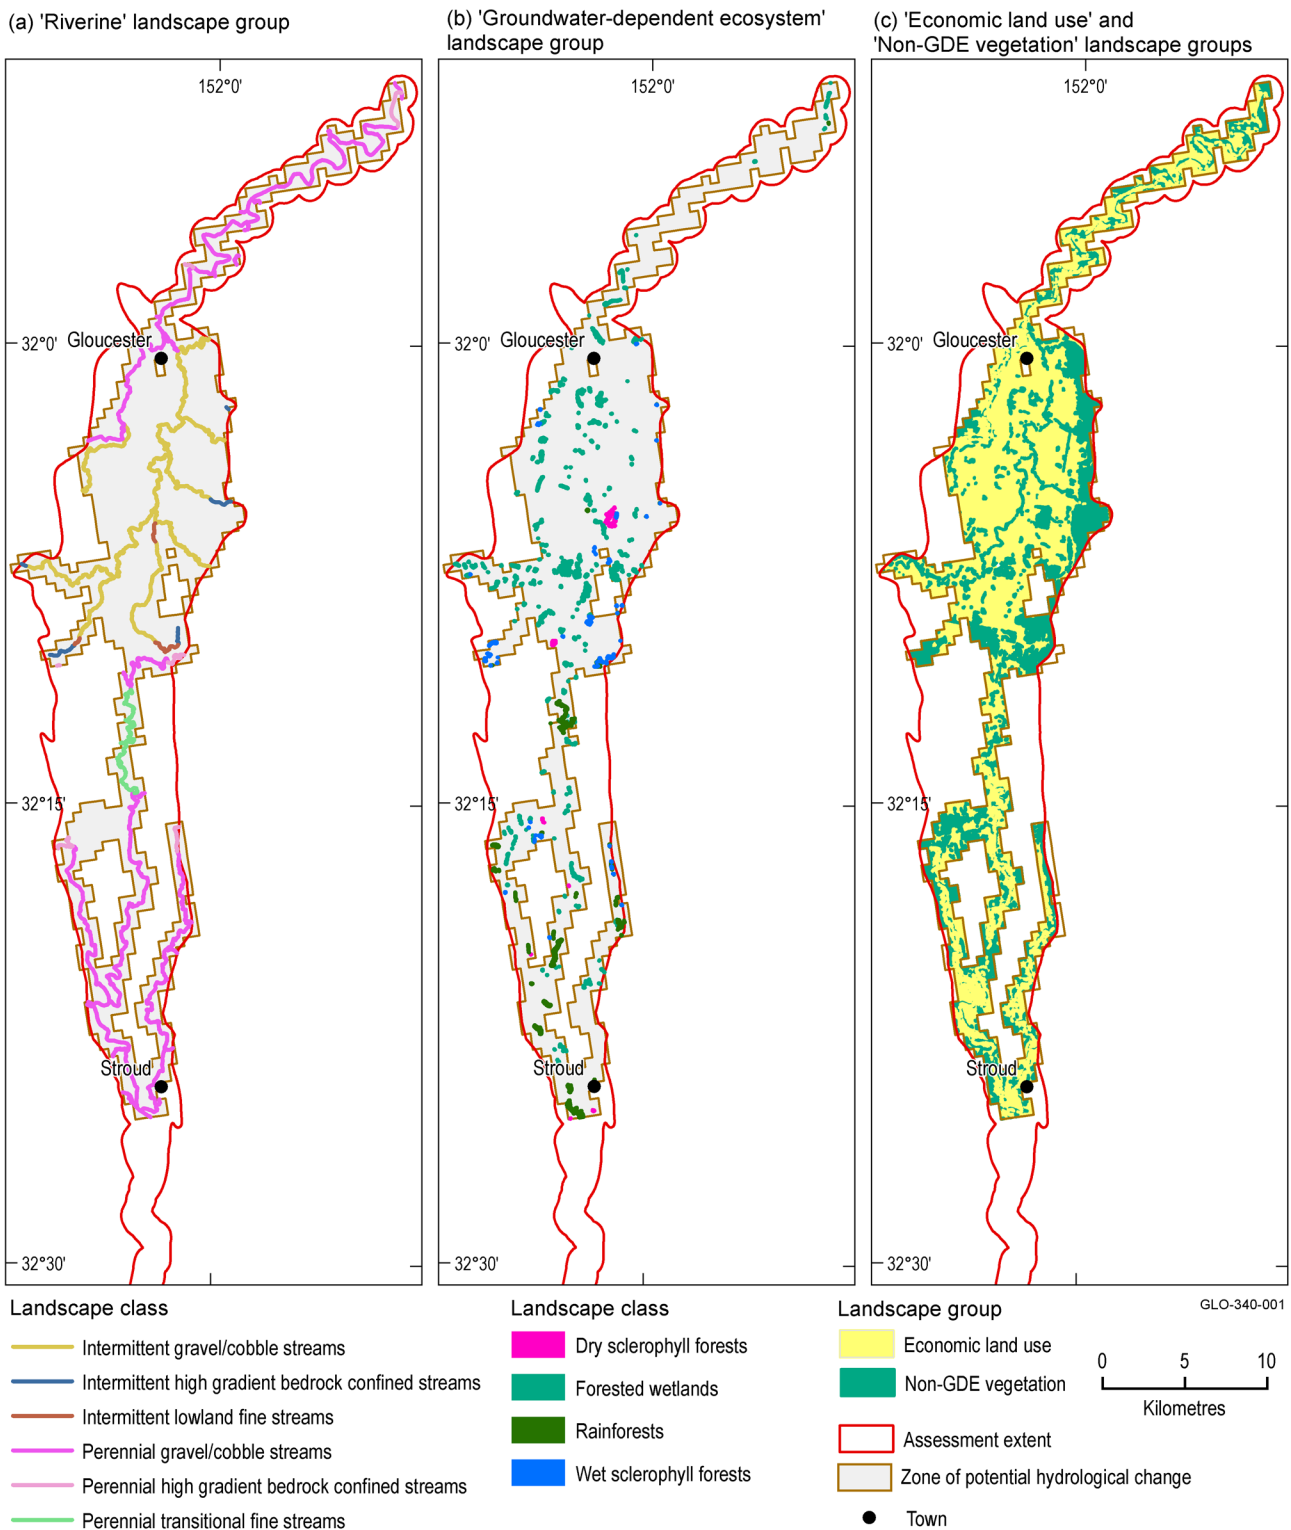 (a) 'Riverine' landscape group
(b) 'Groundwater-dependent ecosystem'
landscape group
(c) 'Economic land use' and
'Non-GDE vegetation' landscape groups
152°0'
152°0'
152°0'
32°0'
Gloucester
32°0'
Gloucester
32°0'
Gloucester
32°15'
32°15'
32°15'
Stroud
Stroud
Stroud
32°30'
32°30'
32°30'
Landscape class
Intermittent gravel/cobble streams
Intermittent high gradient bedrock confined streams
Intermittent lowland fine streams
Perennial gravel/cobble streams
Perennial high gradient bedrock confined streams
Perennial transitional fine streams
Landscape class
Dry sclerophyll forests
Forested wetlands
Rainforests
Wet sclerophyll forests
Landscape group
Economic land use
Non-GDE vegetation
Assessment extent
Zone of potential hydrological change
Town
GLO-340-001
0 5 10
Kilometres